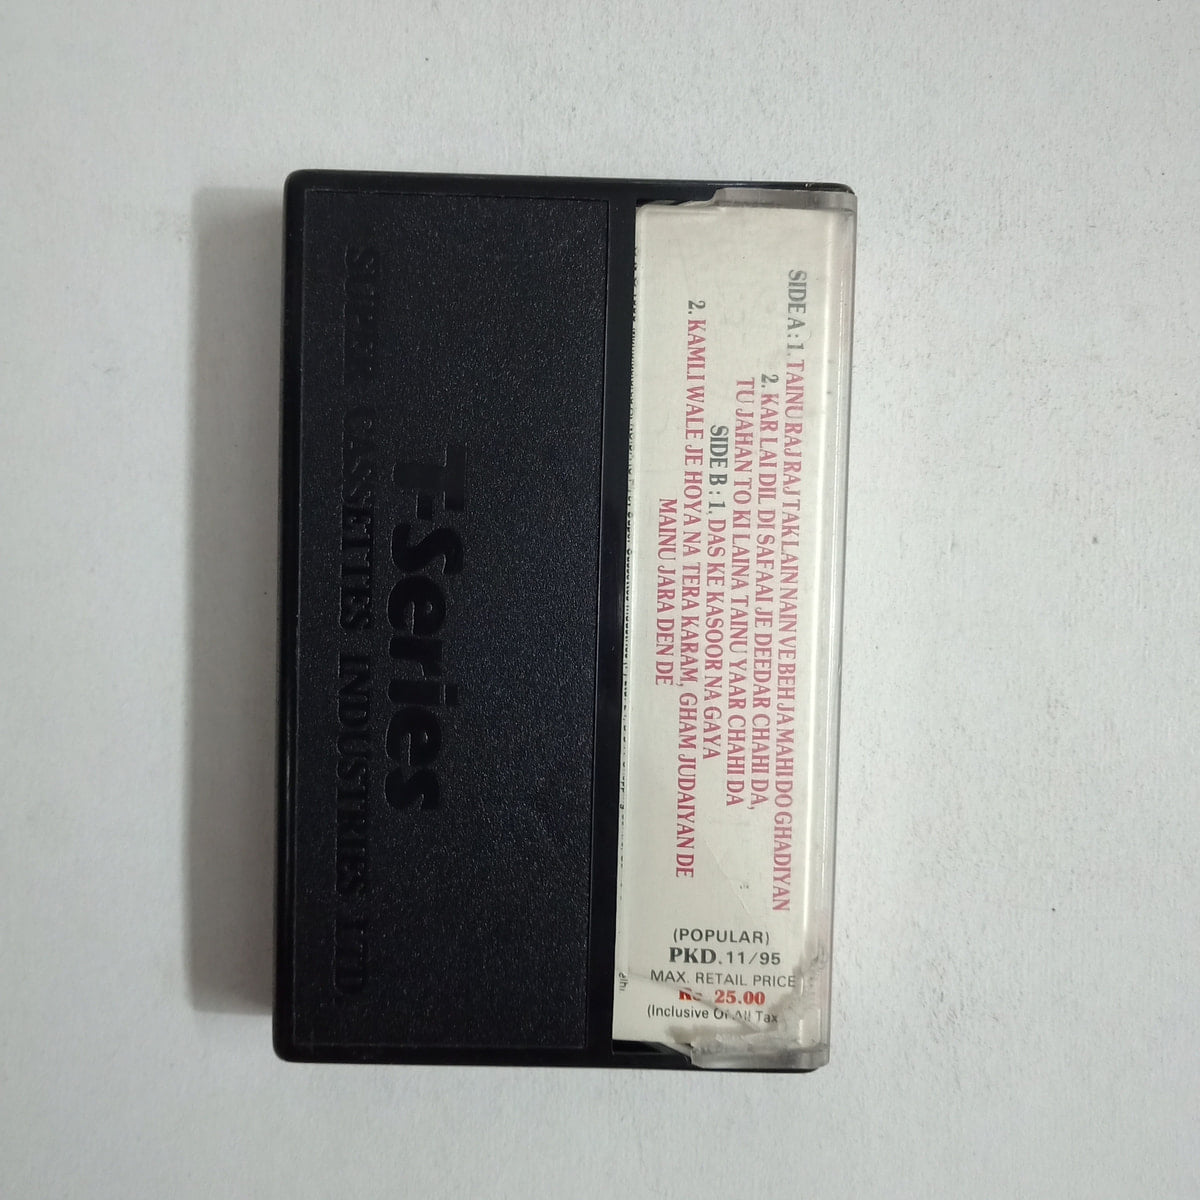 T-Series
SUPER CASSETTES INDUSTRIES LTD
SIDE A : 1. TAINU RAJ RAJ TAK LAIN NAIN VE BEH JA MAHI DO GHADIYAN
2. KAR LAI DIL DI SAFAAI JE DEEDAR CHAHI DA,
TU JAHAN TO KI LAINA TAINU YAAR CHAHI DA
SIDE B : 1. DAS KE KASOOR NA GAYA
2. KAMLI WALE JE HOYA NA TERA KARAM, GHAM JUDAIYAN DE
MAINU JARA DEN DE
(POPULAR)
PKD. 11/95
MAX. RETAIL PRICE
Rs 25.00
(Inclusive Of All Tax